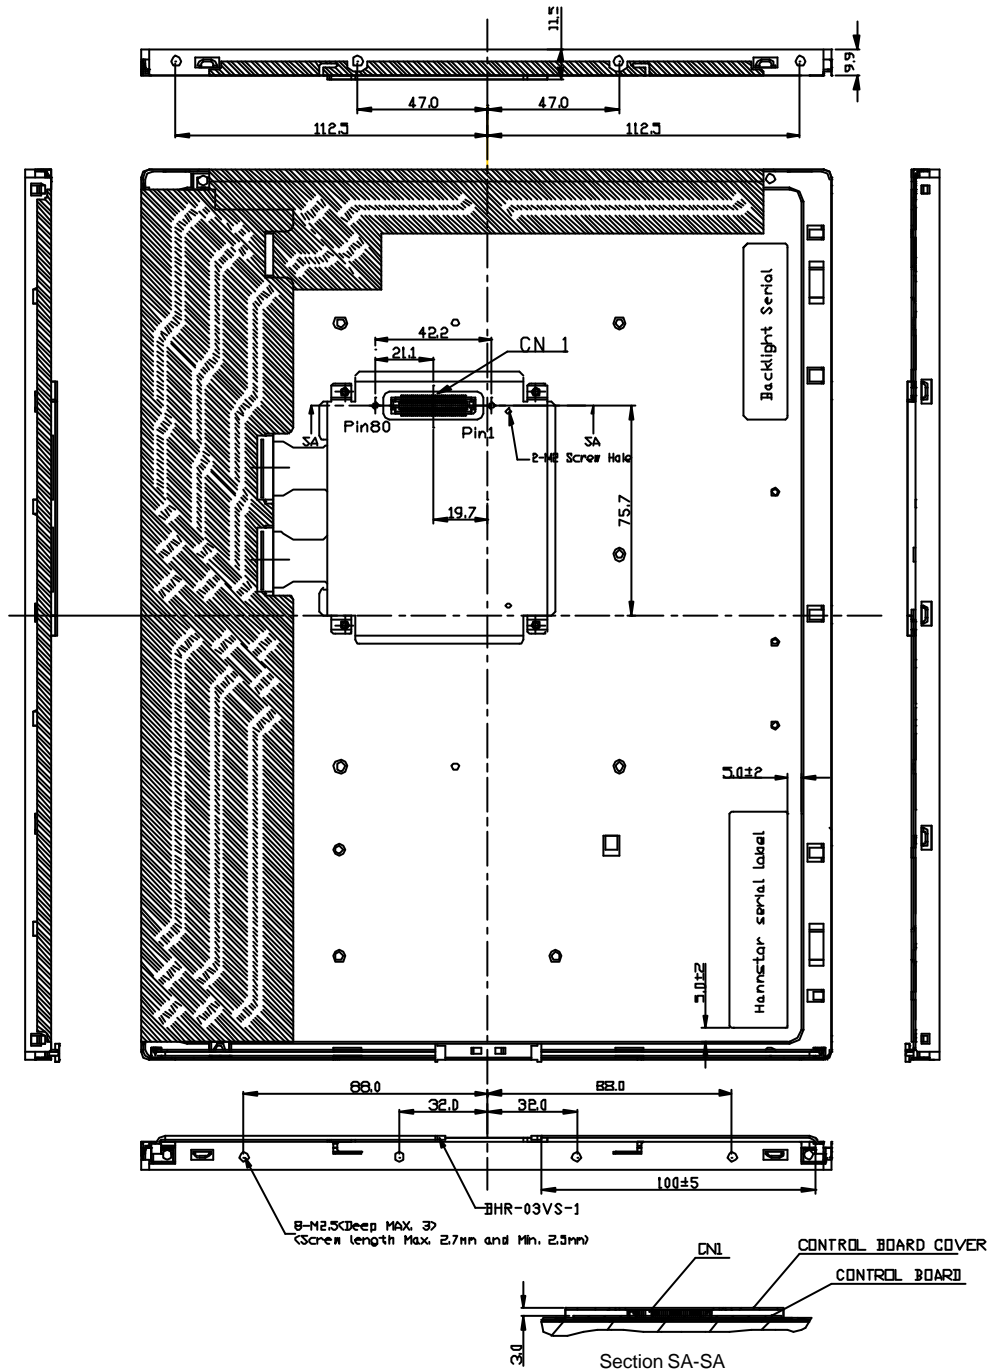 11.5
9.9
47.0
47.0
112.5
112.5
Backlight Serial
42.2
21.1
CN 1
Pin80
Pin1
SA
SA
2-M2 Screw Hole
19.7
75.7
5.0±2
Hannstar serial label
5.0±2
88.0
88.0
32.0
32.0
100±5
BHR-03VS-1
8-M2.5(Deep MAX. 3)
(Screw length Max. 2.7mm and Min. 2.3mm)
CN1
CONTROL BOARD COVER
CONTROL BOARD
3.0
Section SA-SA